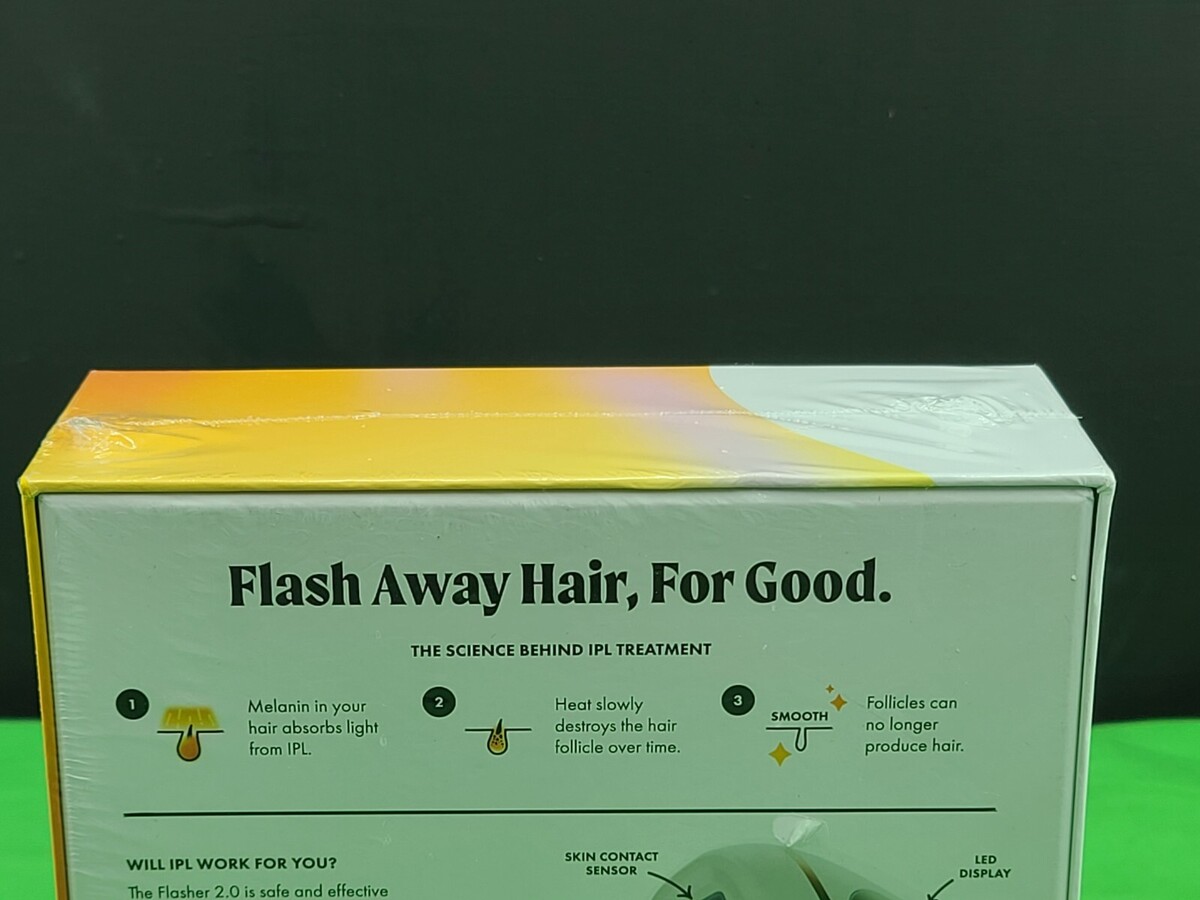 Flash Away Hair, For Good.
THE SCIENCE BEHIND IPL TREATMENT
1
Melanin in your
hair absorbs light
from IPL.
2
Heat slowly
destroys the hair
follicle over time.
3
SMOOTH
Follicles can
no longer
produce hair.
WILL IPL WORK FOR YOU?
The Flasher 2.0 is safe and effective
SKIN CONTACT
SENSOR
LED
DISPLAY